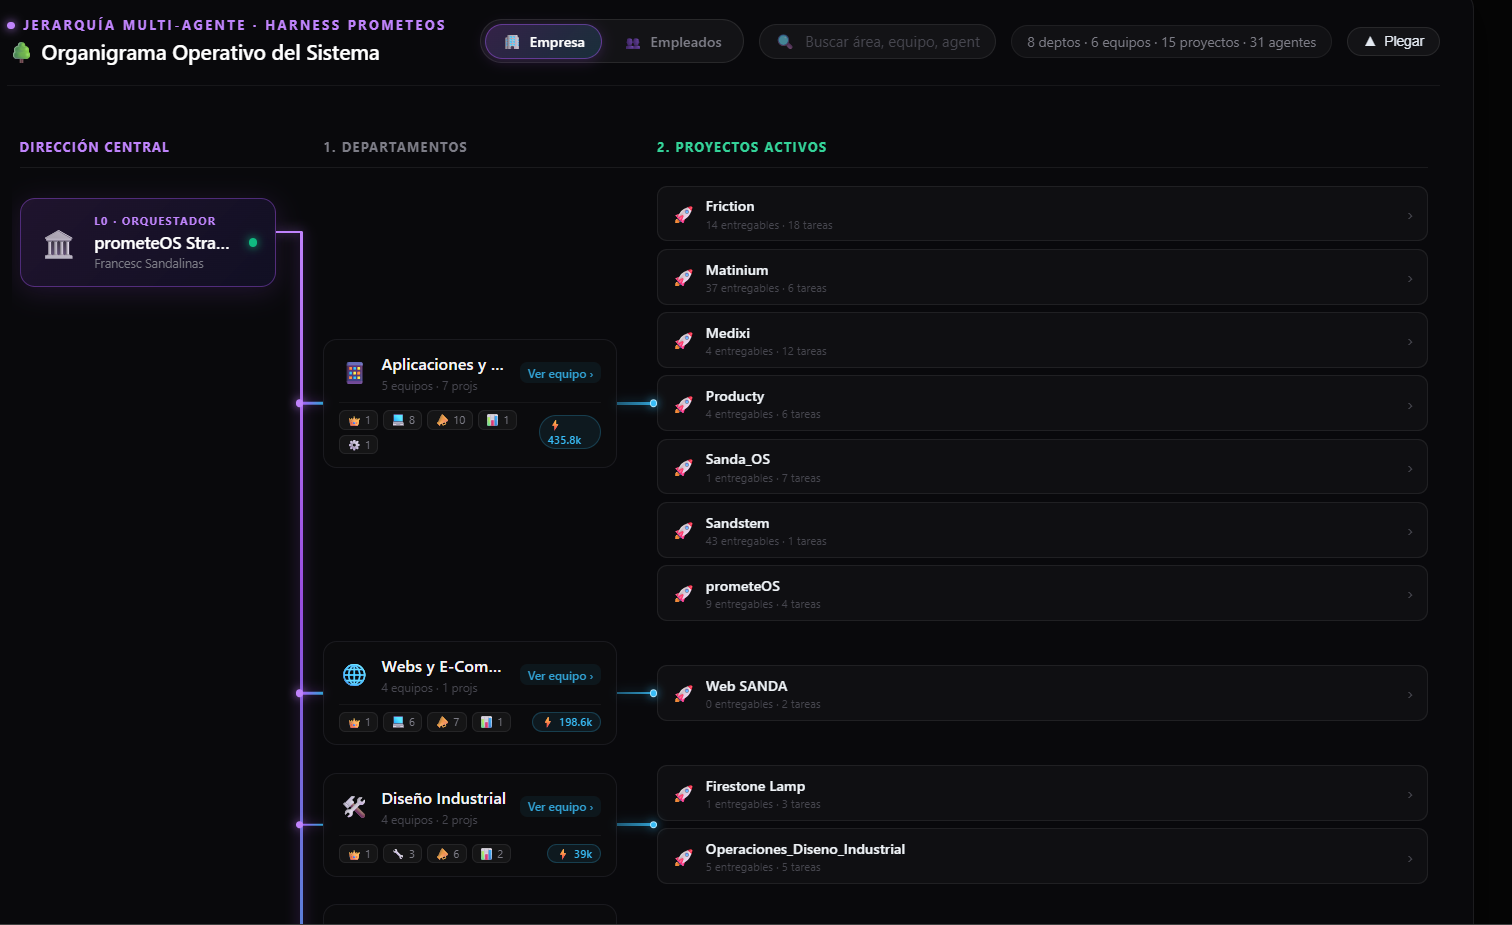 JERARQUÍA MULTI-AGENTE · HARNESS PROMETEOS
Organigrama Operativo del Sistema
Empresa
Empleados
Buscar área, equipo, agent
8 deptos · 6 equipos · 15 proyectos · 31 agentes
▲ Plegar
DIRECCIÓN CENTRAL
1. DEPARTAMENTOS
2. PROYECTOS ACTIVOS
L0 · ORQUESTADOR
prometeOS Stra...
Francesc Sandalinas
Aplicaciones y ...
5 equipos · 7 projs
Ver equipo ›
1
8
10
1
1
435.8k
Friction
14 entregables · 18 tareas
Matinium
37 entregables · 6 tareas
Medixi
4 entregables · 12 tareas
Producty
4 entregables · 6 tareas
Sanda_OS
1 entregables · 7 tareas
Sandstem
43 entregables · 1 tareas
prometeOS
9 entregables · 4 tareas
Webs y E-Com...
4 equipos · 1 projs
Ver equipo ›
1
6
7
1
198.6k
Web SANDA
0 entregables · 2 tareas
Diseño Industrial
4 equipos · 2 projs
Ver equipo ›
1
3
6
2
39k
Firestone Lamp
1 entregables · 3 tareas
Operaciones_Diseno_Industrial
5 entregables · 5 tareas